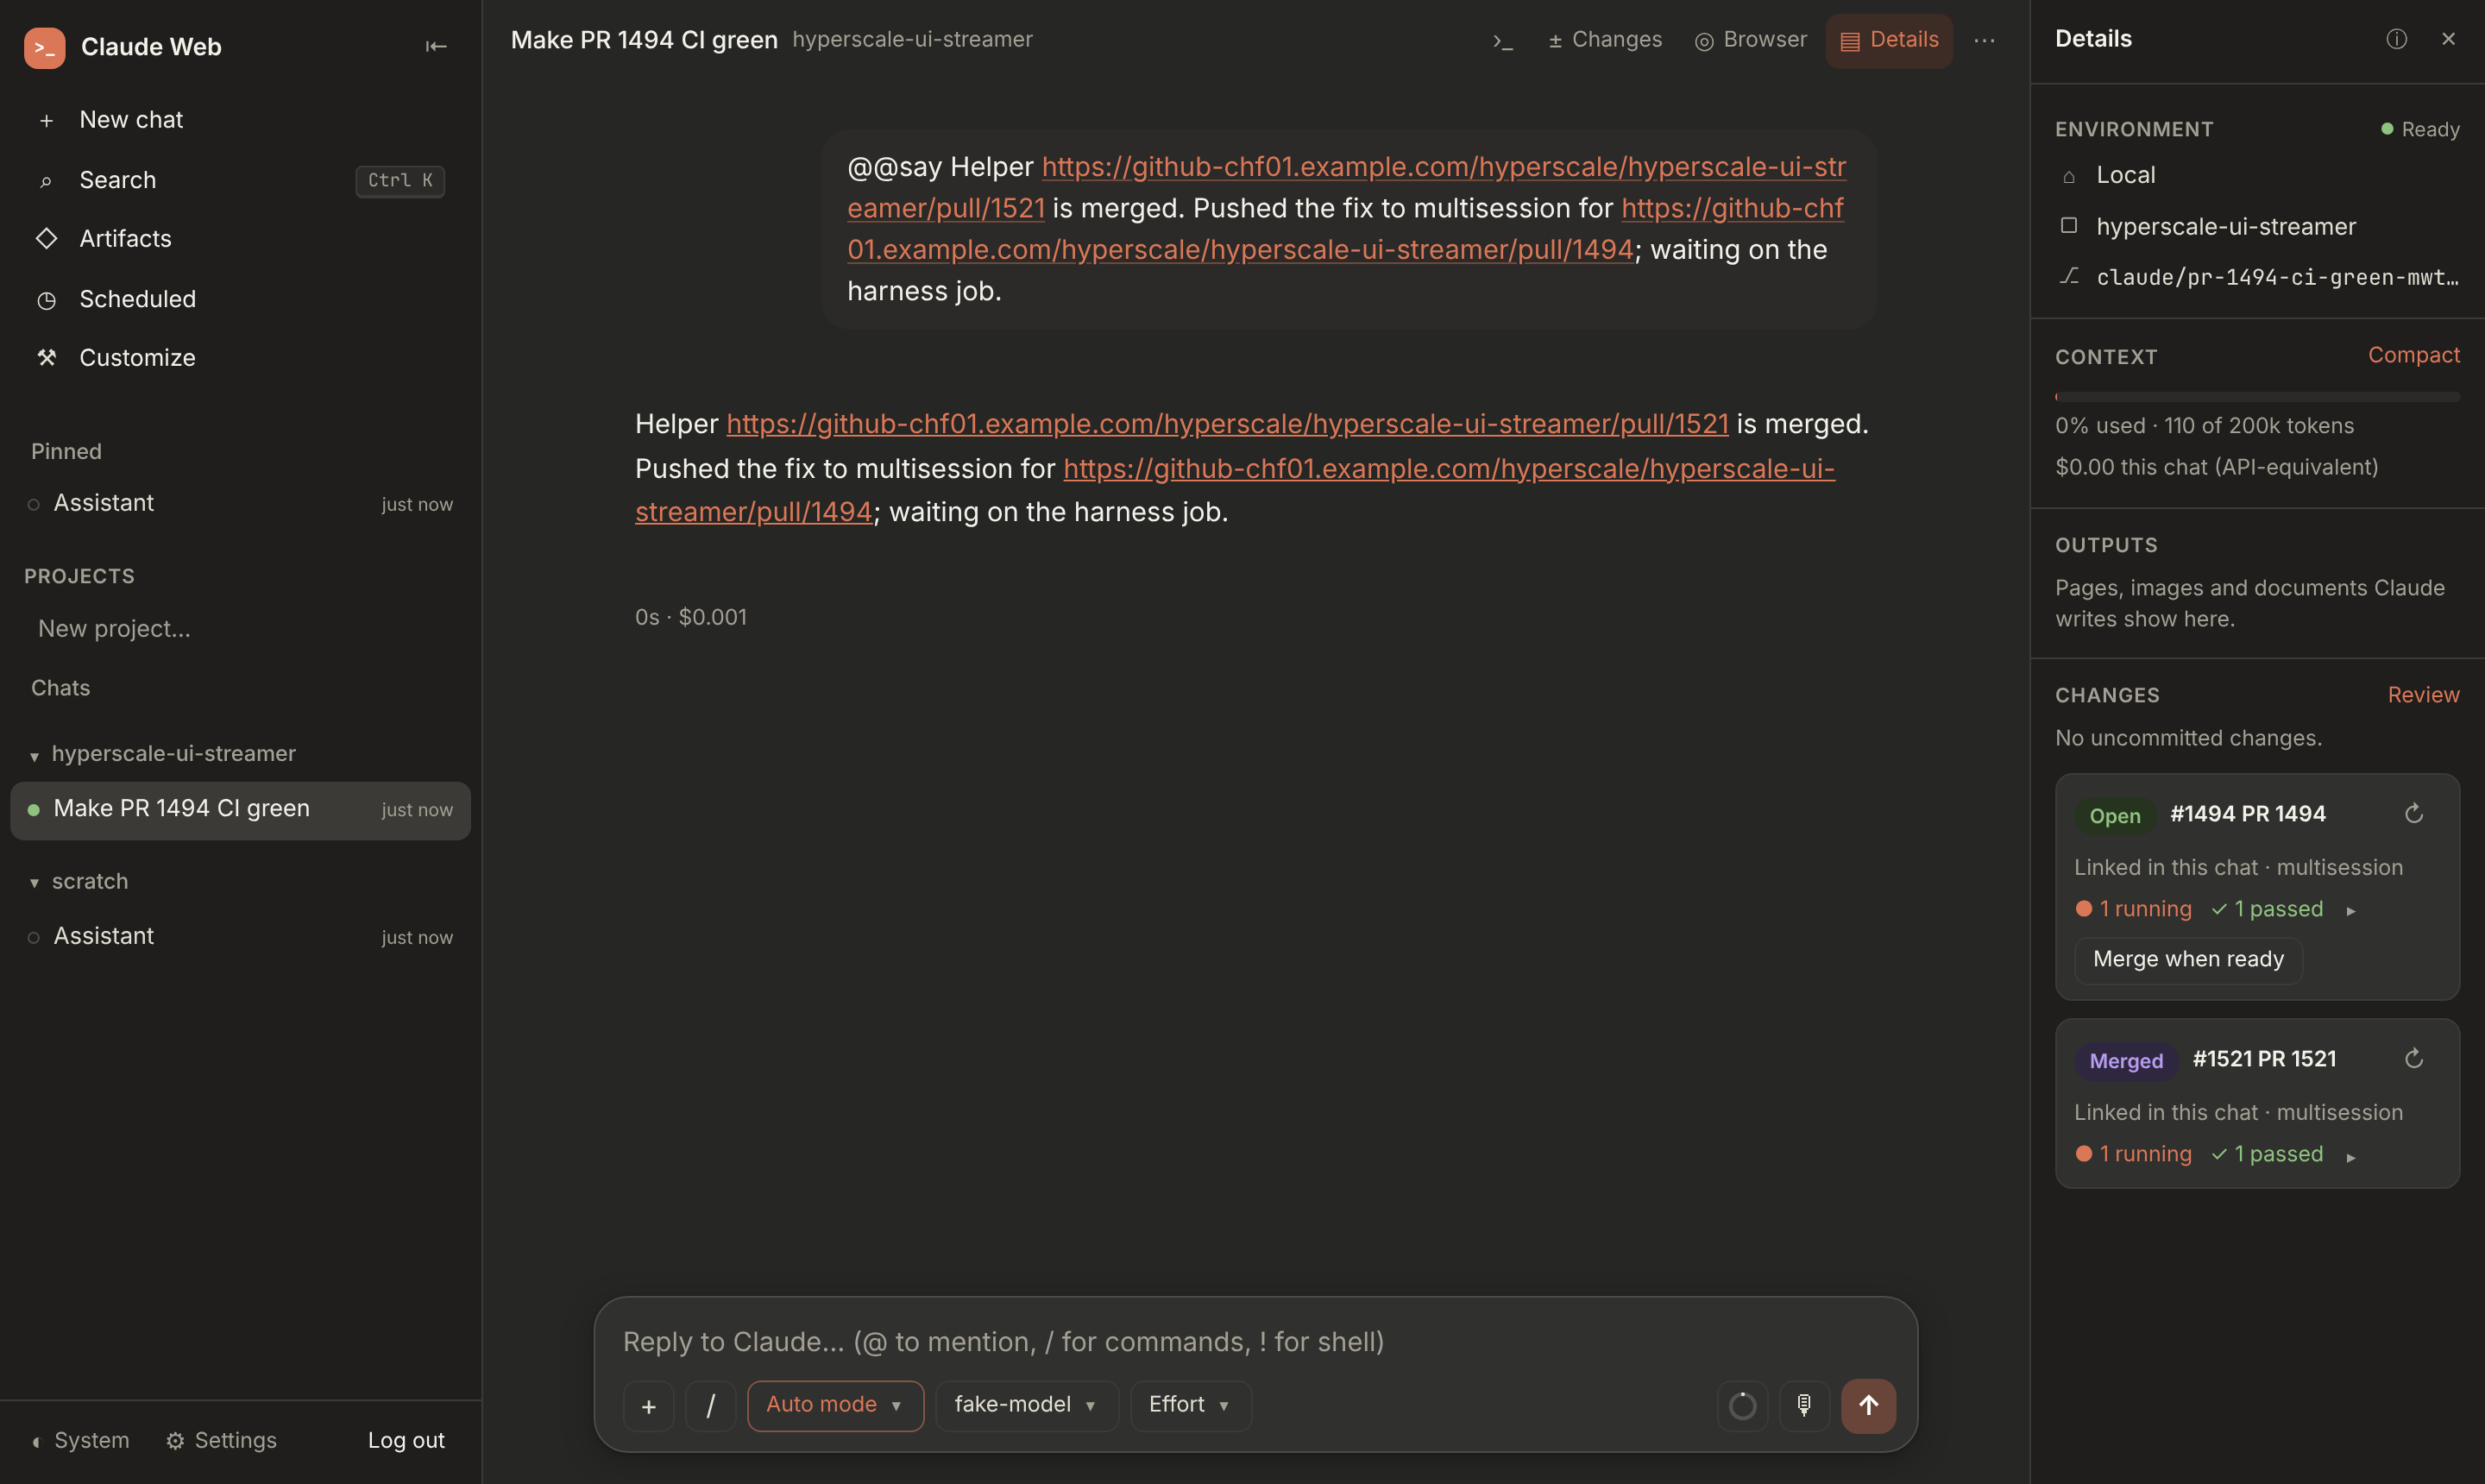 >_ Claude Web
+ New chat
Search Ctrl K
Artifacts
Scheduled
Customize
Pinned
Assistant just now
PROJECTS
New project...
Chats
hyperscale-ui-streamer
Make PR 1494 CI green just now
scratch
Assistant just now
System Settings Log out
Make PR 1494 CI green hyperscale-ui-streamer
>_ ± Changes Browser Details ...
@@say Helper https://github-chf01.example.com/hyperscale/hyperscale-ui-str
eamer/pull/1521 is merged. Pushed the fix to multisession for https://github-chf
01.example.com/hyperscale/hyperscale-ui-streamer/pull/1494; waiting on the
harness job.
Helper https://github-chf01.example.com/hyperscale/hyperscale-ui-streamer/pull/1521 is merged.
Pushed the fix to multisession for https://github-chf01.example.com/hyperscale/hyperscale-ui-
streamer/pull/1494; waiting on the harness job.
0s · $0.001
Reply to Claude... (@ to mention, / for commands, ! for shell)
+ / Auto mode fake-model Effort
Details
ENVIRONMENT Ready
Local
hyperscale-ui-streamer
claude/pr-1494-ci-green-mwt…
CONTEXT Compact
0% used · 110 of 200k tokens
$0.00 this chat (API-equivalent)
OUTPUTS
Pages, images and documents Claude
writes show here.
CHANGES Review
No uncommitted changes.
Open #1494 PR 1494
Linked in this chat · multisession
1 running ✓ 1 passed
Merge when ready
Merged #1521 PR 1521
Linked in this chat · multisession
1 running ✓ 1 passed